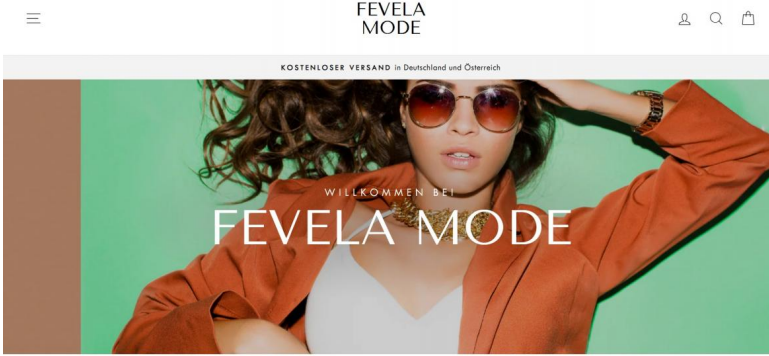 FEVELA
MODE
KOSTENLOSER VERSAND in Deutschland und Österreich
WILLKOMMEN BEI
FEVELA MODE